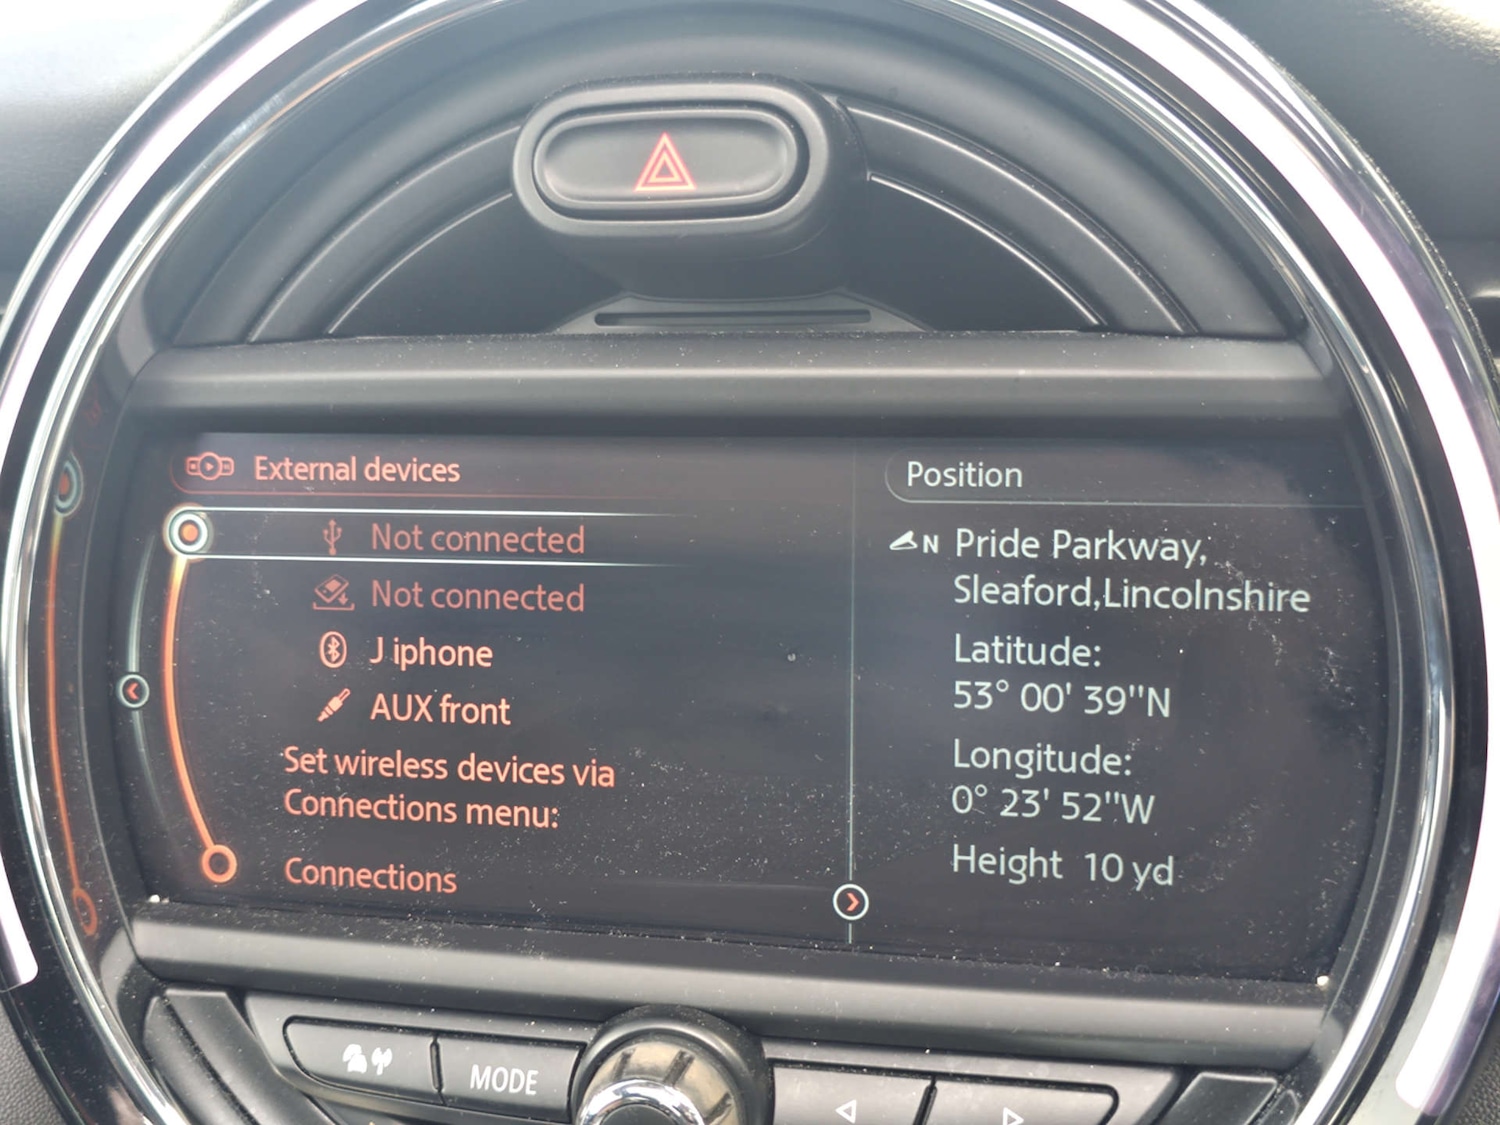 External devices
Not connected
Not connected
J iphone
AUX front
Set wireless devices via
Connections menu:
Connections
Position
N Pride Parkway,
Sleaford,Lincolnshire
Latitude:
53° 00' 39"N
Longitude:
0° 23' 52"W
Height 10 yd
MODE